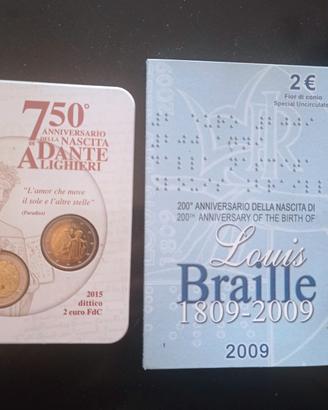 750°
ANNIVERSARIO
DELLA NASCITA
DI DANTE
ALIGHIERI
"L'amor che move
il sole e l'altre stelle"
(Paradiso)
2015
dittico
2 euro FdC
2 €
Fior di conio
Special Uncirculated
200° ANNIVERSARIO DELLA NASCITA DI
200TH ANNIVERSARY OF THE BIRTH OF
Louis
Braille
1809-2009
2009